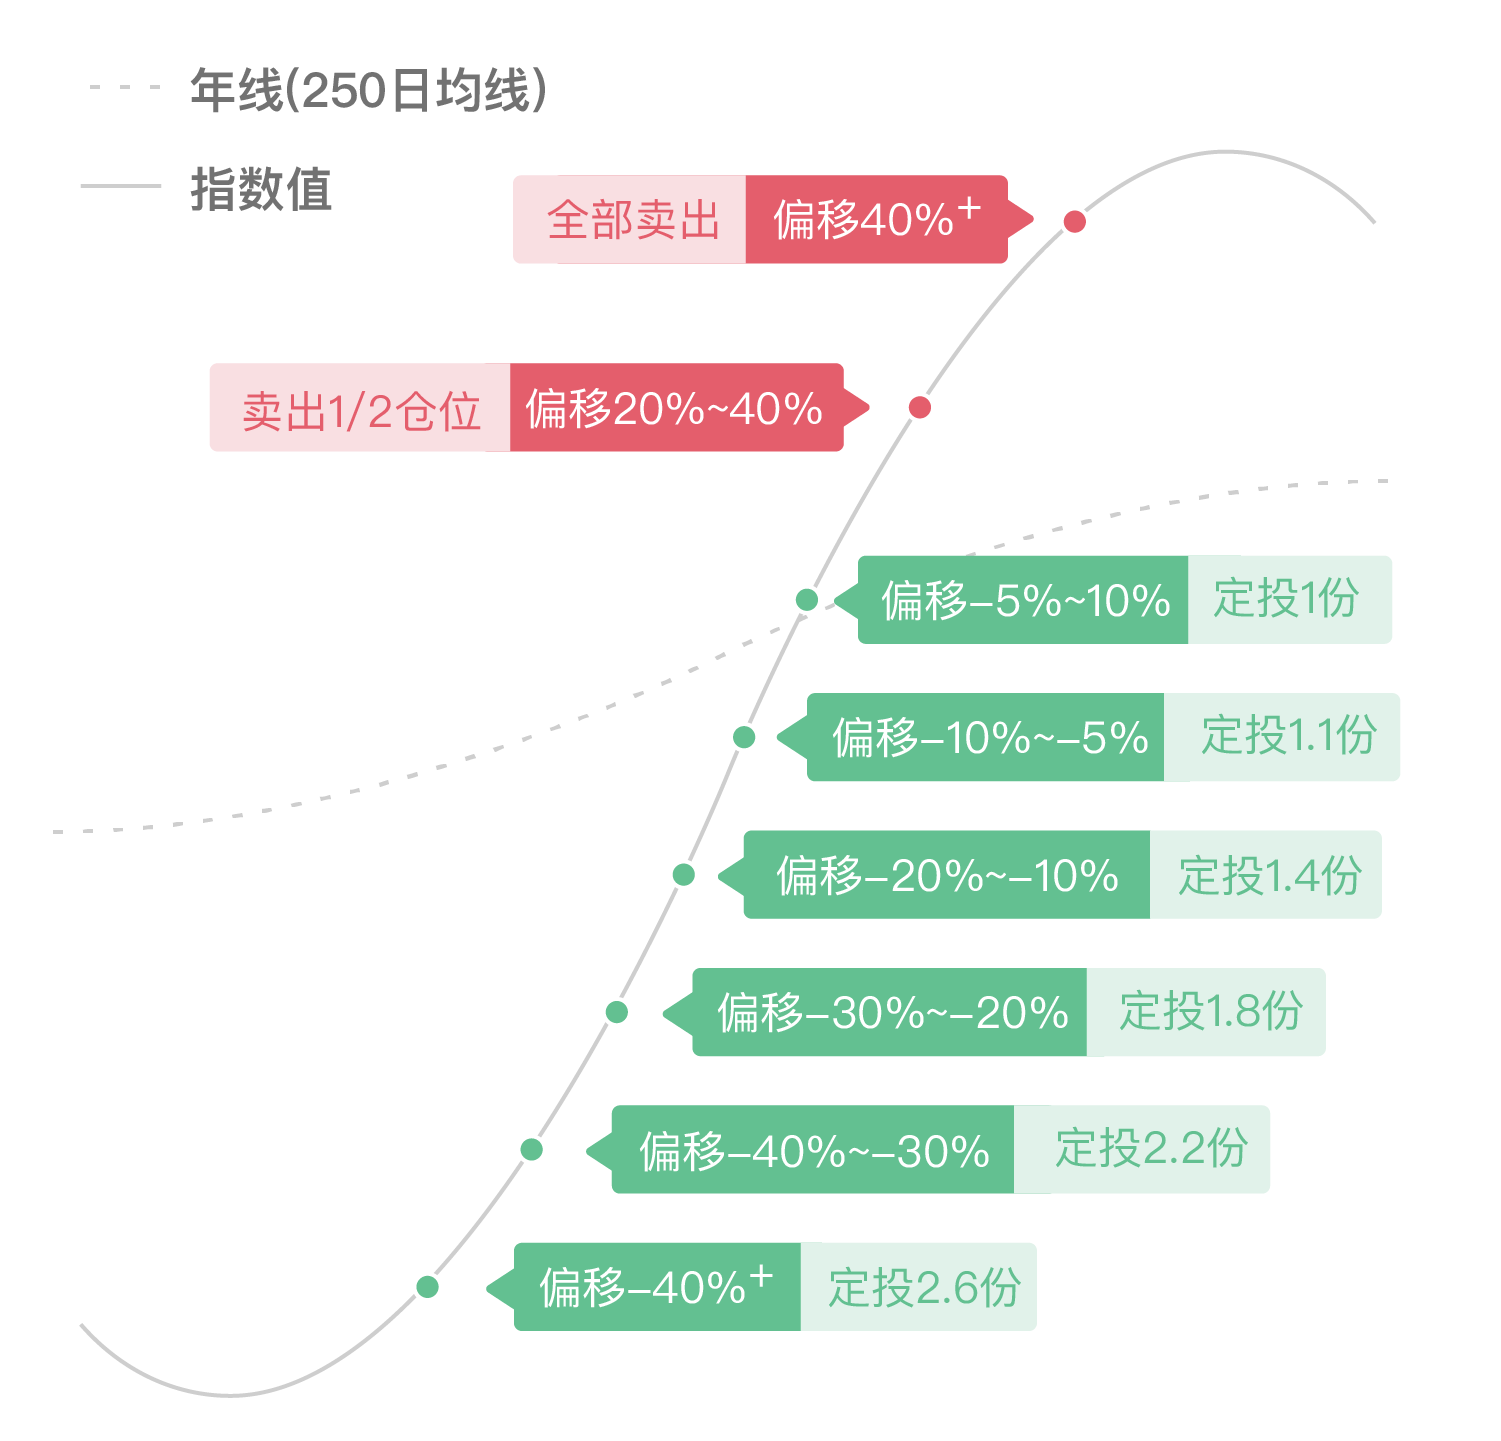 年线(250日均线)
指数值
全部卖出 偏移40%+
卖出1/2仓位 偏移20%~40%
偏移-5%~10% 定投1份
偏移-10%~-5% 定投1.1份
偏移-20%~-10% 定投1.4份
偏移-30%~-20% 定投1.8份
偏移-40%~-30% 定投2.2份
偏移-40%+ 定投2.6份